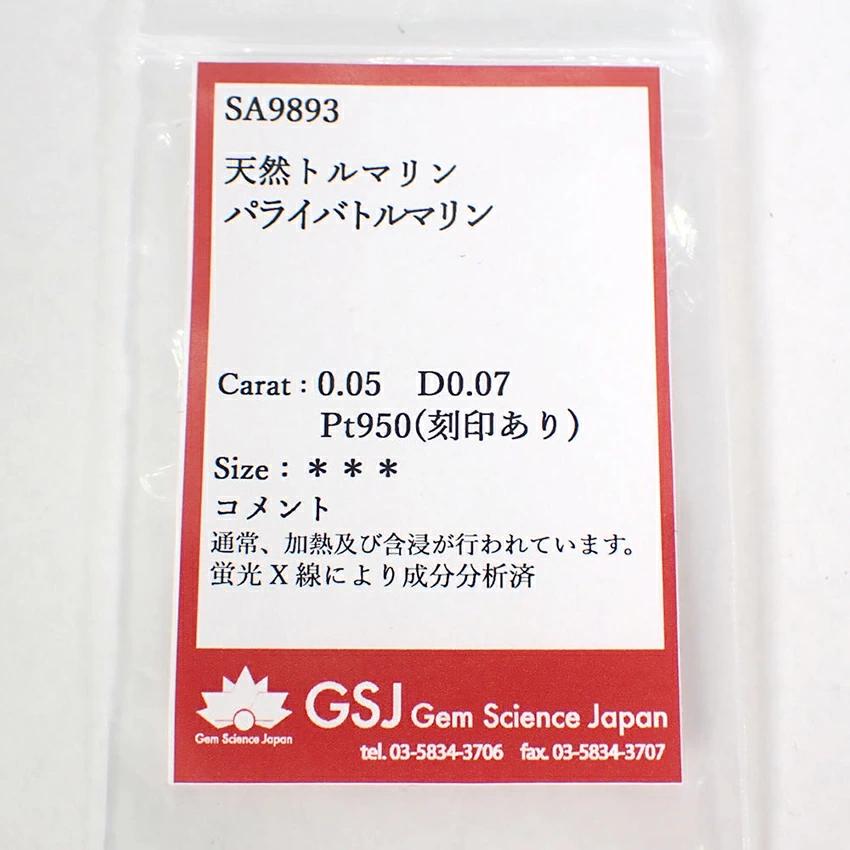 SA9893
天然トルマリン
パライバトルマリン
Carat : 0.05 D0.07
Pt950(刻印あり)
Size : * * *
コメント
通常、加熱及び含浸が行われています。
蛍光X線により成分分析済
GSJ Gem Science Japan
Gem Science Japan
tel. 03-5834-3706 fax. 03-5834-3707